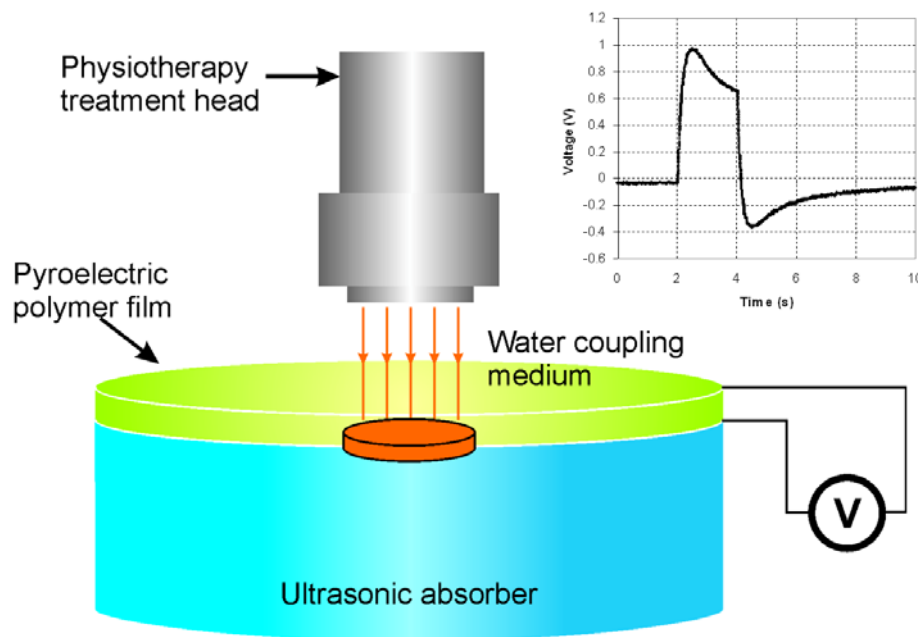 Physiotherapy
treatment head
Pyroelectric
polymer film
Water coupling
medium
Ultrasonic absorber
V
1.2
1
0.8
0.6
0.4
0.2
0
-0.2
-0.4
-0.6
Voltage (V)
0 2 4 6 8 10
Time (s)